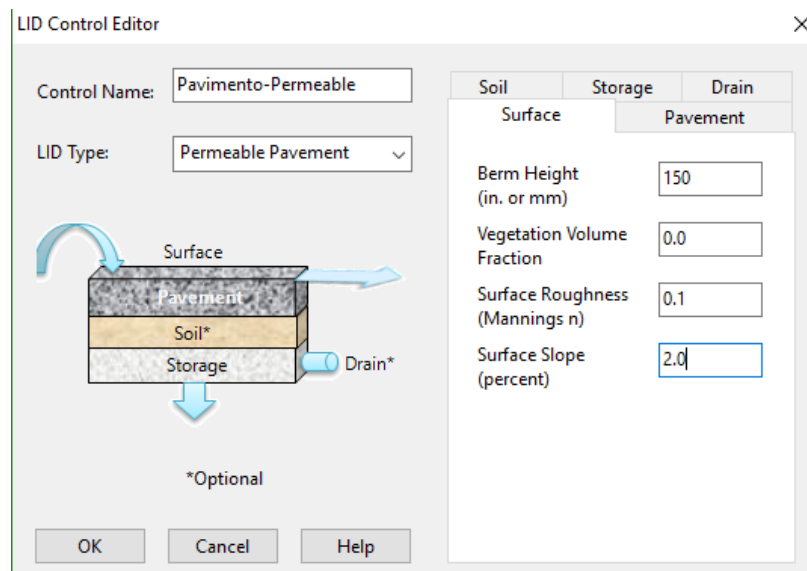 LID Control Editor
Control Name: Pavimento-Permeable
LID Type: Permeable Pavement
Surface
Pavement
Soil*
Storage
Drain*
*Optional
OK Cancel Help
Soil Storage Drain
Surface Pavement
Berm Height
(in. or mm)
150
Vegetation Volume
Fraction
0.0
Surface Roughness
(Mannings n)
0.1
Surface Slope
(percent)
2.0